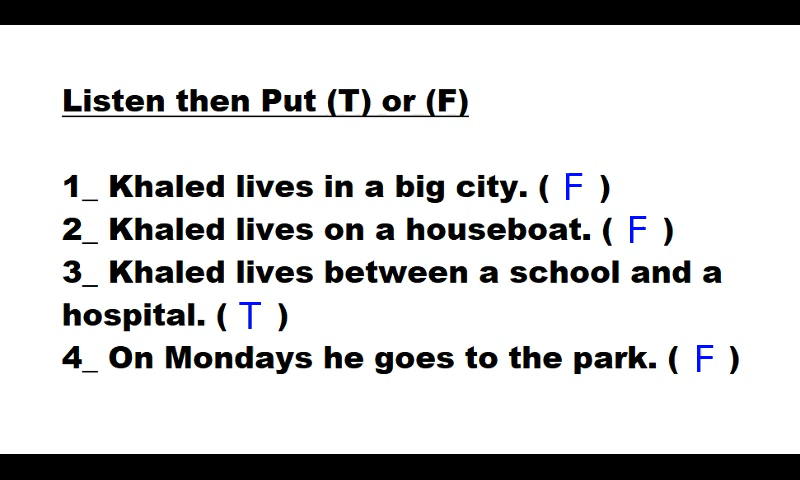 Listen then Put (T) or (F)
1_ Khaled lives in a big city. ( F )
2_ Khaled lives on a houseboat. ( F )
3_ Khaled lives between a school and a
hospital. ( T )
4_ On Mondays he goes to the park. ( F )